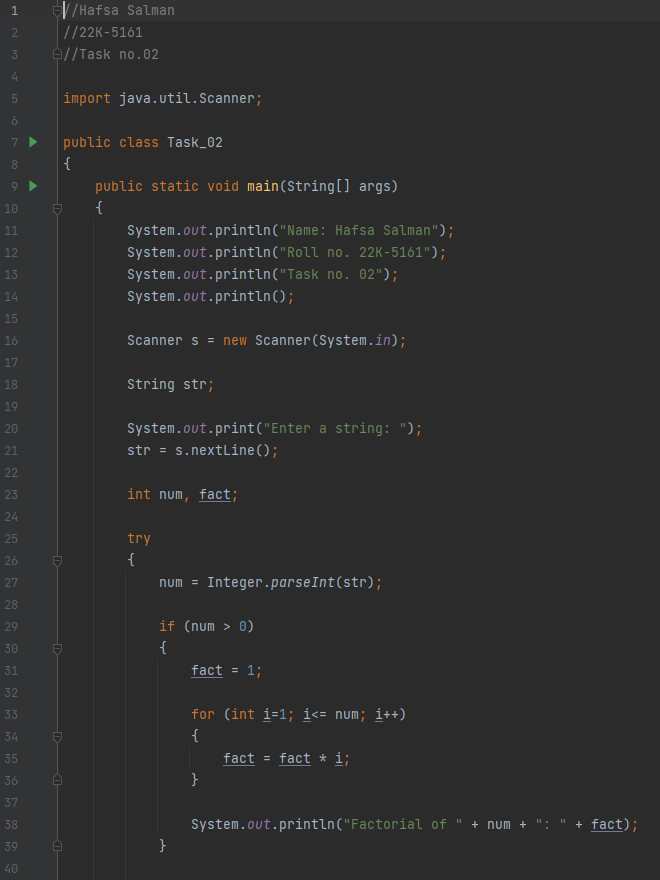 1 //Hafsa Salman
2 //22K-5161
3 //Task no.02
4
5 import java.util.Scanner;
6
7 public class Task_02
8 {
9 public static void main(String[] args)
10 {
11 System.out.println("Name: Hafsa Salman");
12 System.out.println("Roll no. 22K-5161");
13 System.out.println("Task no. 02");
14 System.out.println();
15
16 Scanner s = new Scanner(System.in);
17
18 String str;
19
20 System.out.print("Enter a string: ");
21 str = s.nextLine();
22
23 int num, fact;
24
25 try
26 {
27 num = Integer.parseInt(str);
28
29 if (num > 0)
30 {
31 fact = 1;
32
33 for (int i=1; i<= num; i++)
34 {
35 fact = fact * i;
36 }
37
38 System.out.println("Factorial of " + num + ": " + fact);
39 }
40